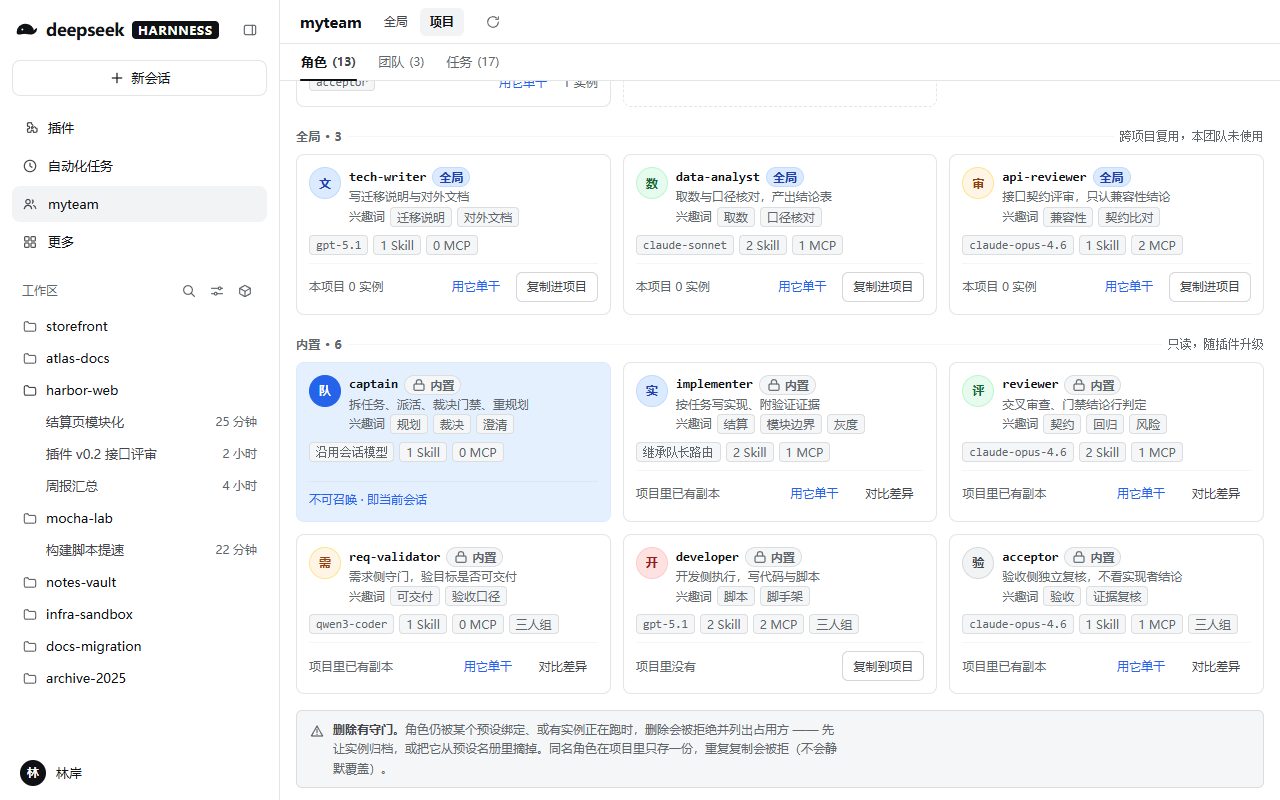 deepseek HARNNESS
新会话
插件
自动化任务
myteam
更多
工作区
storefront
atlas-docs
harbor-web
结算页模块化 25 分钟
插件 v0.2 接口评审 2 小时
周报汇总 4 小时
mocha-lab
构建脚本提速 22 分钟
notes-vault
infra-sandbox
docs-migration
archive-2025
林 林岸
myteam 全局 项目
角色 (13) 团队 (3) 任务 (17)
acceptor 用它单干 1 实例
全局 • 3 跨项目复用，本团队未使用
文 tech-writer 全局
写迁移说明与对外文档
兴趣词 迁移说明 对外文档
gpt-5.1 1 Skill 0 MCP
本项目 0 实例 用它单干 复制进项目
数 data-analyst 全局
取数与口径核对，产出结论表
兴趣词 取数 口径核对
claude-sonnet 2 Skill 1 MCP
本项目 0 实例 用它单干 复制进项目
审 api-reviewer 全局
接口契约评审，只认兼容性结论
兴趣词 兼容性 契约比对
claude-opus-4.6 1 Skill 2 MCP
本项目 0 实例 用它单干 复制进项目
内置 • 6 只读，随插件升级
队 captain 内置
拆任务、派活、裁决门禁、重规划
兴趣词 规划 裁决 澄清
沿用会话模型 1 Skill 0 MCP
不可召唤 · 即当前会话
实 implementer 内置
按任务写实现、附验证证据
兴趣词 结算 模块边界 灰度
继承队长路由 2 Skill 1 MCP
项目里已有副本 用它单干 对比差异
评 reviewer 内置
交叉审查、门禁结论行判定
兴趣词 契约 回归 风险
claude-opus-4.6 2 Skill 1 MCP
项目里已有副本 用它单干 对比差异
需 req-validator 内置
需求侧守门，验目标是否可交付
兴趣词 可交付 验收口径
qwen3-coder 1 Skill 0 MCP 三人组
项目里已有副本 用它单干 对比差异
开 developer 内置
开发侧执行，写代码与脚本
兴趣词 脚本 脚手架
gpt-5.1 2 Skill 2 MCP 三人组
项目里没有 复制到项目
验 acceptor 内置
验收侧独立复核，不看实现者结论
兴趣词 验收 证据复核
claude-opus-4.6 1 Skill 1 MCP 三人组
项目里已有副本 用它单干 对比差异
删除有守门。角色仍被某个预设绑定、或有实例正在跑时，删除会被拒绝并列出占用方 —— 先
让实例归档，或把它从预设名册里摘掉。同名角色在项目里只存一份，重复复制会被拒（不会静
默覆盖）。